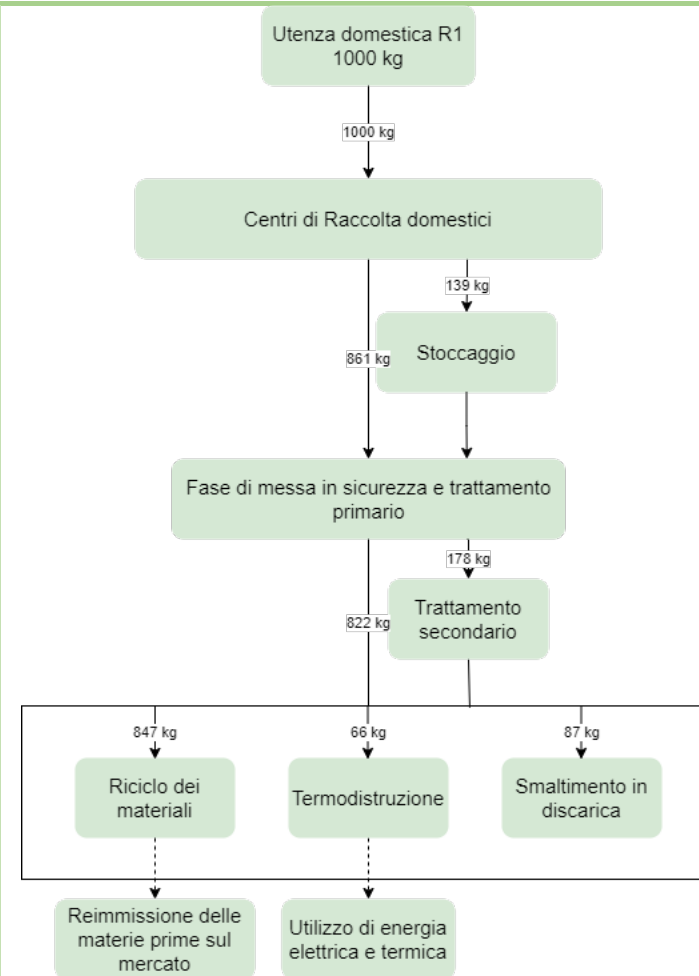 Utenza domestica R1
1000 kg
1000 kg
Centri di Raccolta domestici
139 kg
Stoccaggio
861 kg
Fase di messa in sicurezza e trattamento
primario
178 kg
Trattamento
secondario
822 kg
847 kg
66 kg
87 kg
Riciclo dei
materiali
Termodistruzione
Smaltimento in
discarica
Reimmissione delle
materie prime sul
mercato
Utilizzo di energia
elettrica e termica